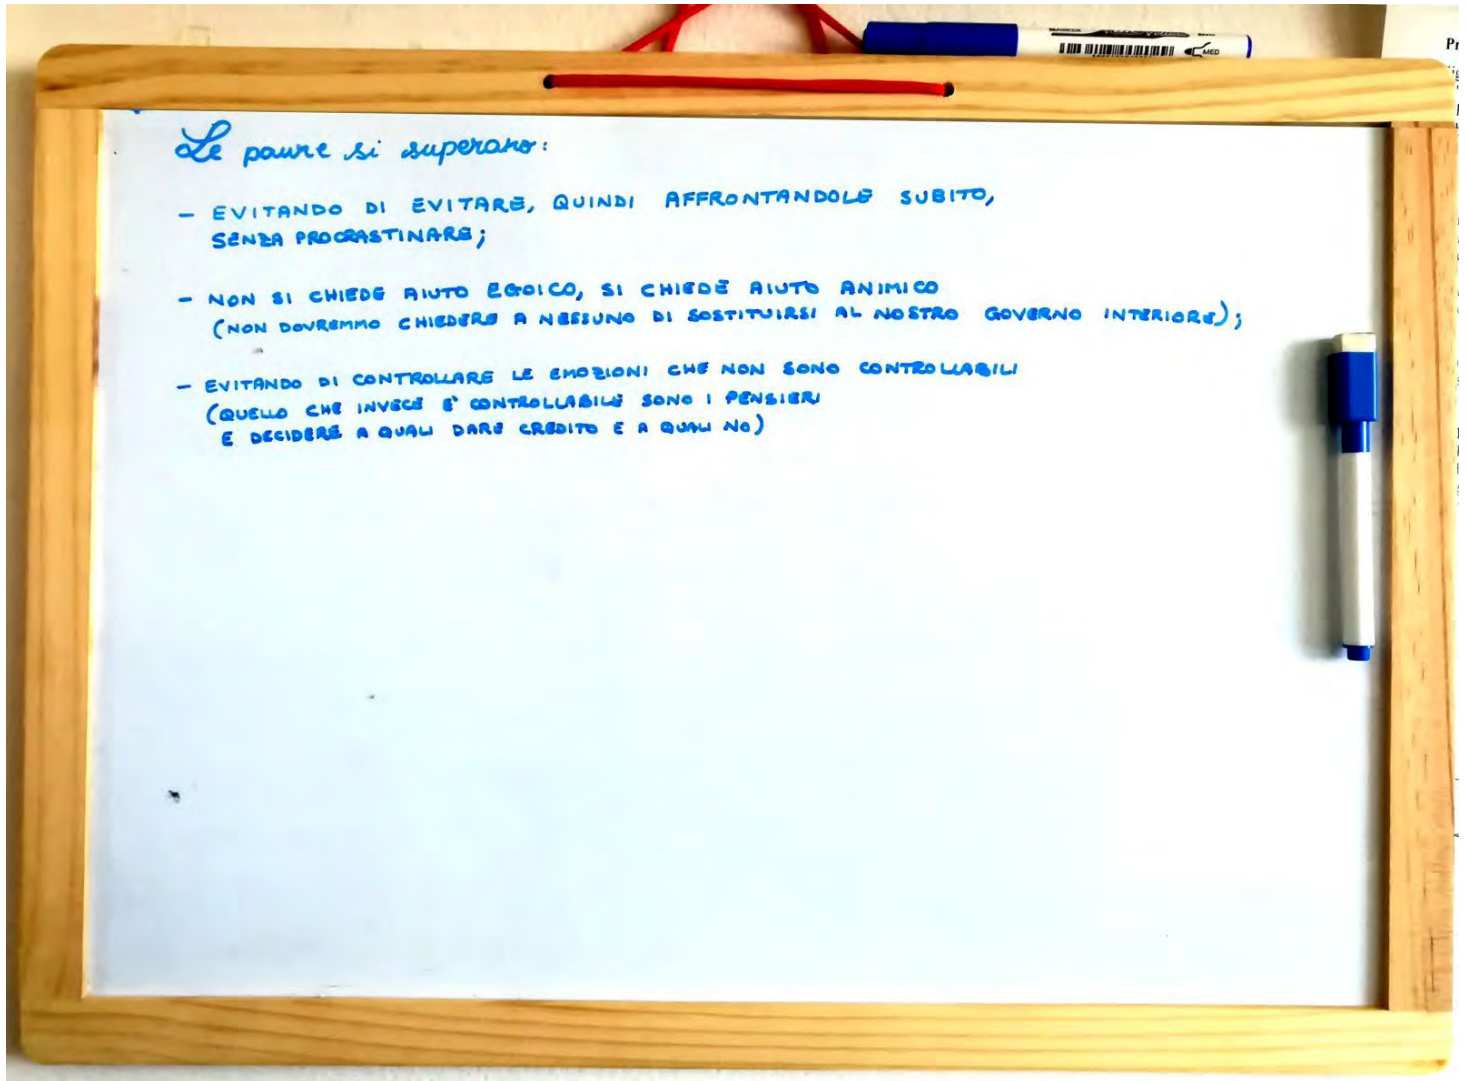 Le paure si superano:
- EVITANDO DI EVITARE, QUINDI AFFRONTANDOLE SUBITO,
SENZA PROCRASTINARE;
- NON SI CHIEDE AIUTO EGOICO, SI CHIEDE AIUTO ANIMICO
(NON DOVREMMO CHIEDERE A NESSUNO DI SOSTITUIRSI AL NOSTRO GOVERNO INTERIORE);
- EVITANDO DI CONTROLLARE LE EMOZIONI CHE NON SONO CONTROLLABILI
(QUELLO CHE INVECE E' CONTROLLABILE SONO I PENSIERI
E DECIDERE A QUALI DARE CREDITO E A QUALI NO)
MED
Pr